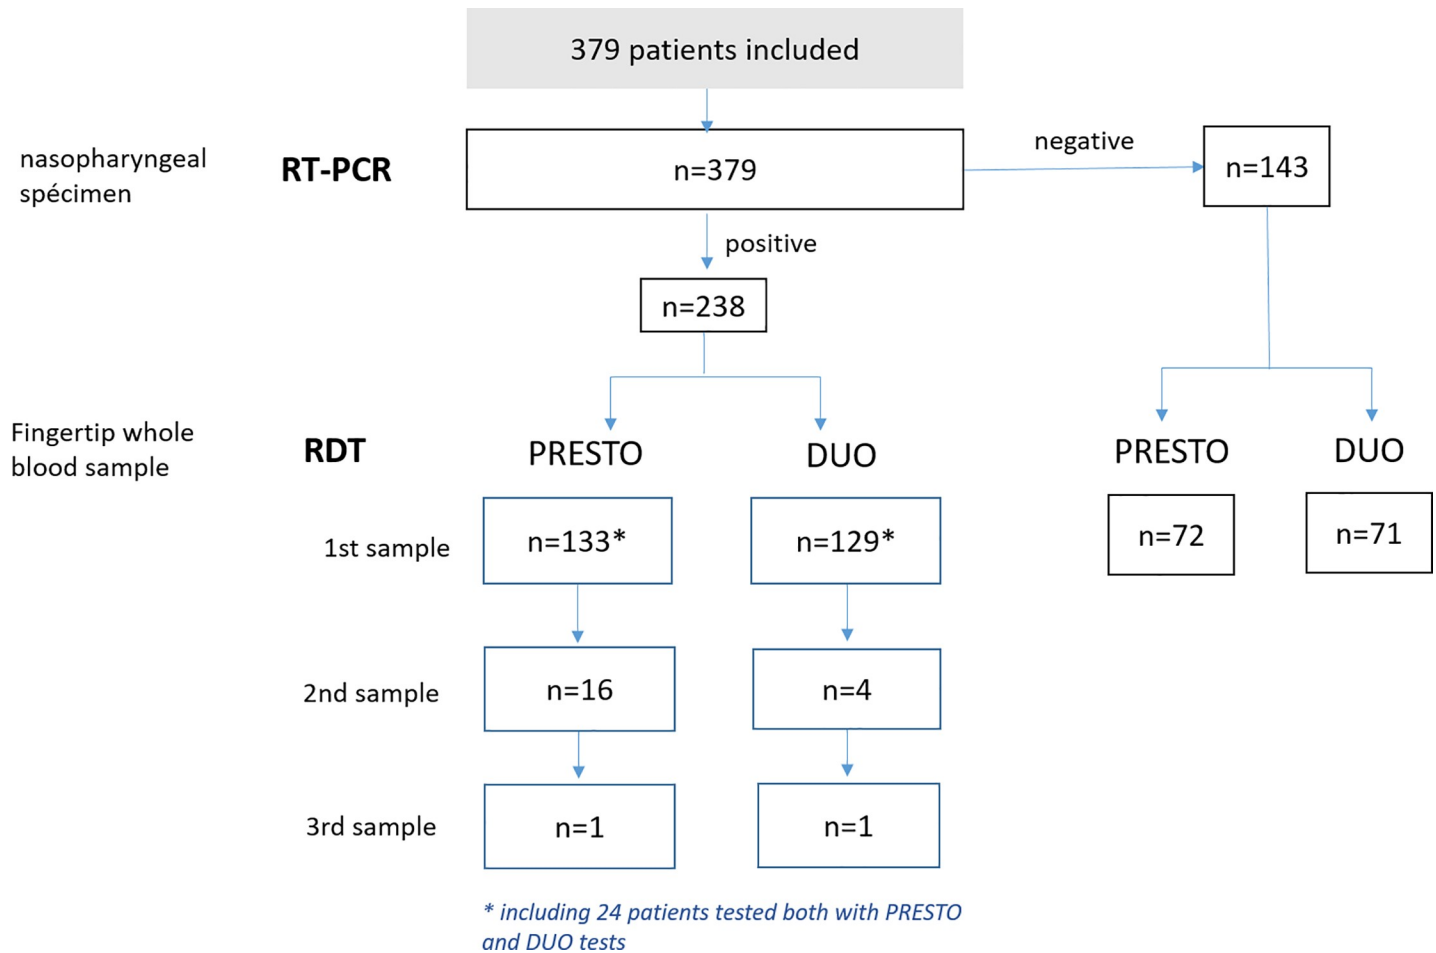 379 patients included
nasopharyngeal
spécimen
RT-PCR
n=379
negative
n=143
positive
n=238
Fingertip whole
blood sample
RDT
PRESTO
DUO
PRESTO
DUO
1st sample
n=133*
n=129*
n=72
n=71
2nd sample
n=16
n=4
3rd sample
n=1
n=1
* including 24 patients tested both with PRESTO
and DUO tests